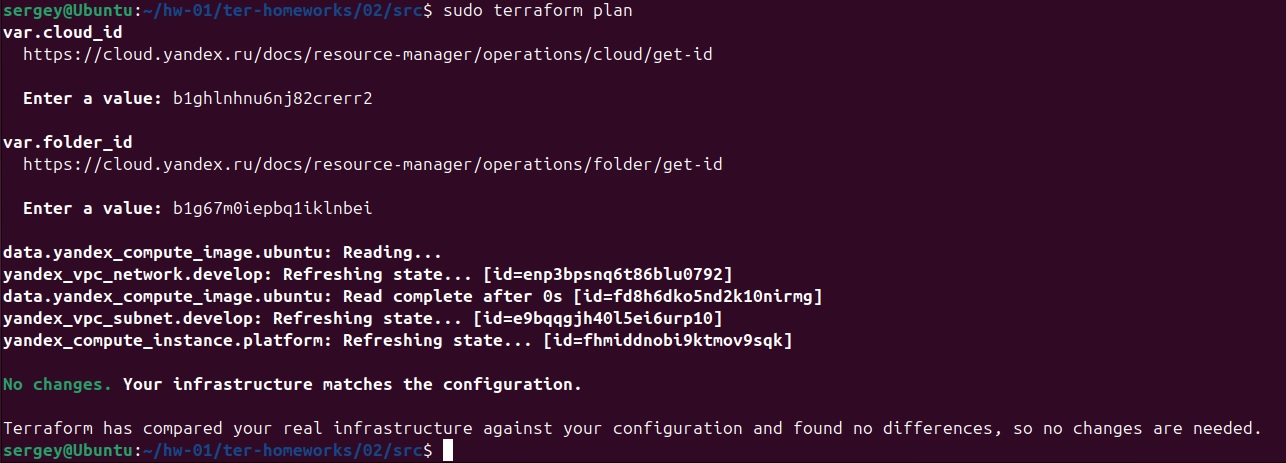 sergey@Ubuntu:~/hw-01/ter-homeworks/02/src$ sudo terraform plan
var.cloud_id
https://cloud.yandex.ru/docs/resource-manager/operations/cloud/get-id
Enter a value: b1ghlnhnu6nj82crerr2
var.folder_id
https://cloud.yandex.ru/docs/resource-manager/operations/folder/get-id
Enter a value: b1g67m0iepbq1iklnbei
data.yandex_compute_image.ubuntu: Reading...
yandex_vpc_network.develop: Refreshing state... [id=enp3bpsnq6t86blu0792]
data.yandex_compute_image.ubuntu: Read complete after 0s [id=fd8h6dko5nd2k10nirmg]
yandex_vpc_subnet.develop: Refreshing state... [id=e9bqqgjh40l5ei6urp10]
yandex_compute_instance.platform: Refreshing state... [id=fhmiddnobi9ktmov9sqk]
No changes. Your infrastructure matches the configuration.
Terraform has compared your real infrastructure against your configuration and found no differences, so no changes are needed.
sergey@Ubuntu:~/hw-01/ter-homeworks/02/src$